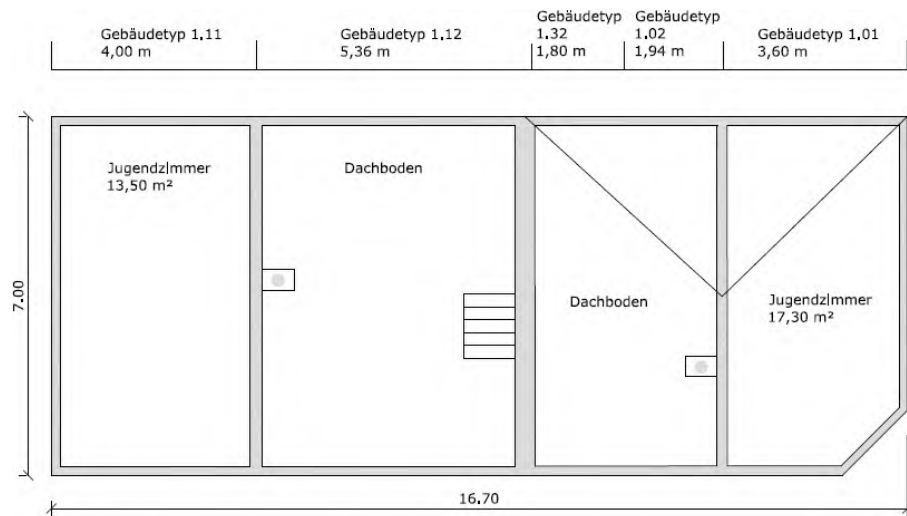 Gebäudetyp 1.11
4,00 m
Gebäudetyp 1.12
5,36 m
Gebäudetyp
1.32
1,80 m
Gebäudetyp
1.02
1,94 m
Gebäudetyp 1.01
3,60 m
Jugendzimmer
13,50 m²
Dachboden
7.00
Dachboden
Jugendzimmer
17,30 m²
16.70